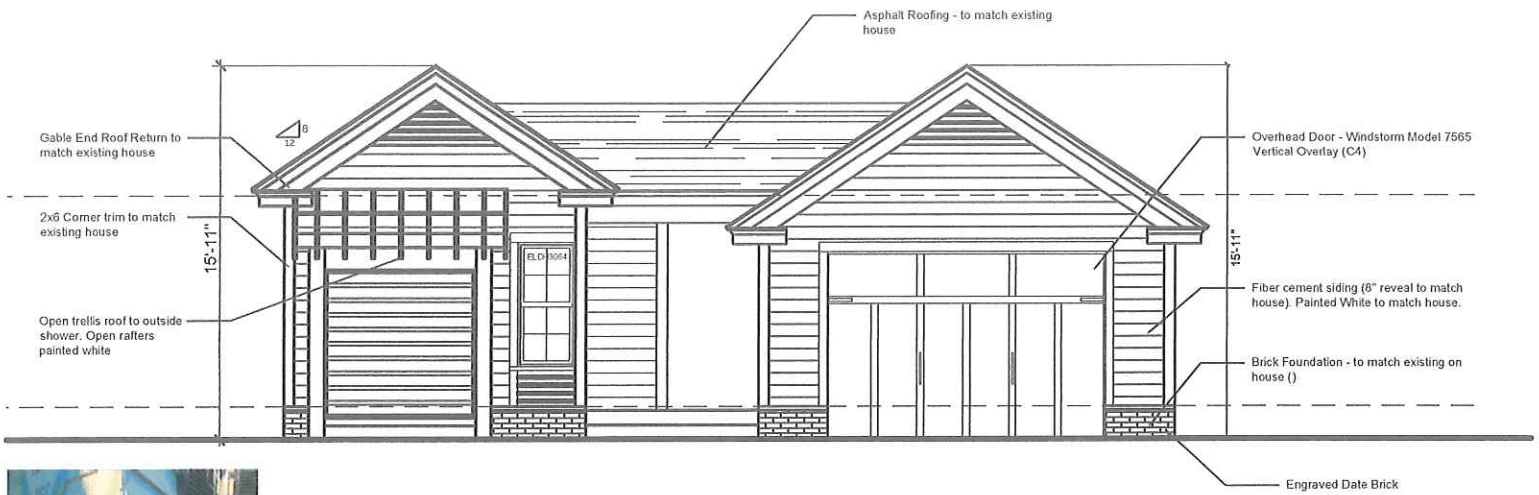 Asphalt Roofing - to match existing
house
Gable End Roof Return to
match existing house
8
12
Overhead Door - Windstorm Model 7565
Vertical Overlay (C4)
2x6 Corner trim to match
existing house
15'-11"
15'-11"
ELD-3064
Fiber cement siding (8" reveal to match
house). Painted White to match house.
Open trellis roof to outside
shower. Open rafters
painted white
Brick Foundation - to match existing on
house ()
Engraved Date Brick